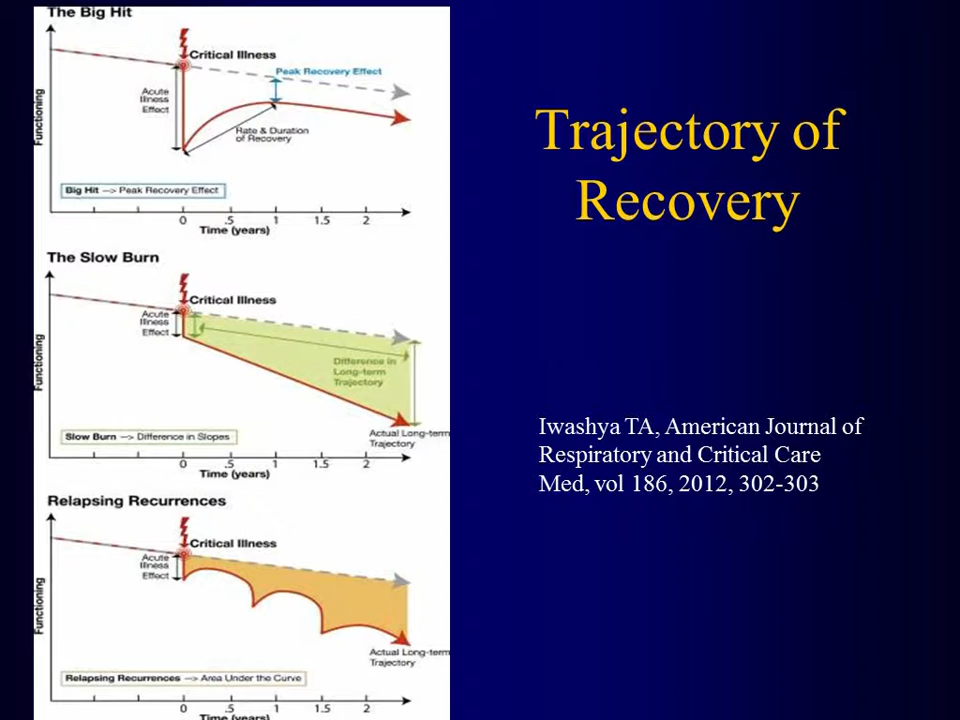 The Big Hit
Critical Illness
Peak Recovery Effect
Acute
Illness
Effect
Functioning
Rate & Duration
of Recovery
Big Hit —> Peak Recovery Effect
0 .5 1 1.5 2
Time (years)
The Slow Burn
Critical Illness
Acute
Illness
Effect
Functioning
Difference in
Long-term
Trajectory
Actual Long-term
Trajectory
Slow Burn —> Difference in Slopes
0 .5 1 1.5 2
Time (years)
Relapsing Recurrences
Critical Illness
Acute
Illness
Effect
Functioning
Actual Long-term
Trajectory
Relapsing Recurrences —> Area Under the Curve
0 .5 1 1.5 2
Time (years)
Trajectory of
Recovery
Iwashya TA, American Journal of
Respiratory and Critical Care
Med, vol 186, 2012, 302-303